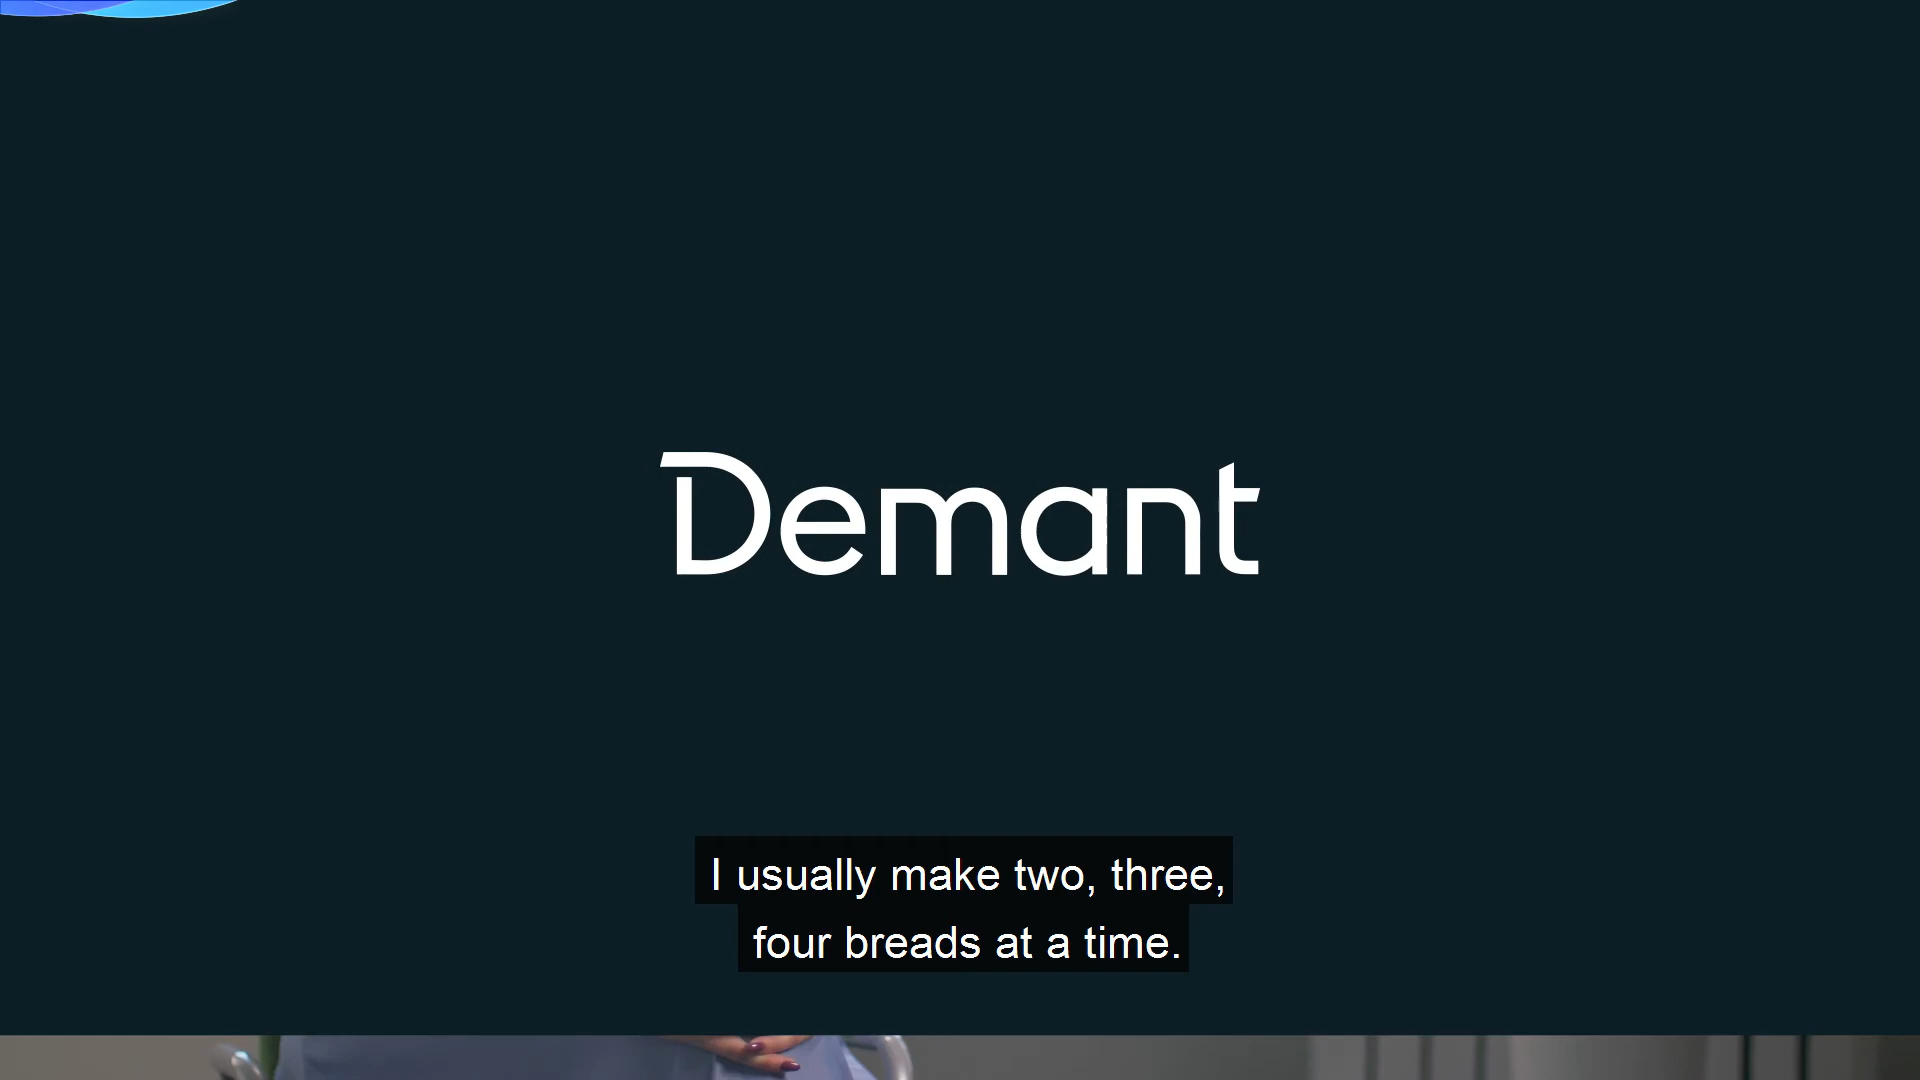 Demant
I usually make two, three,
four breads at a time.